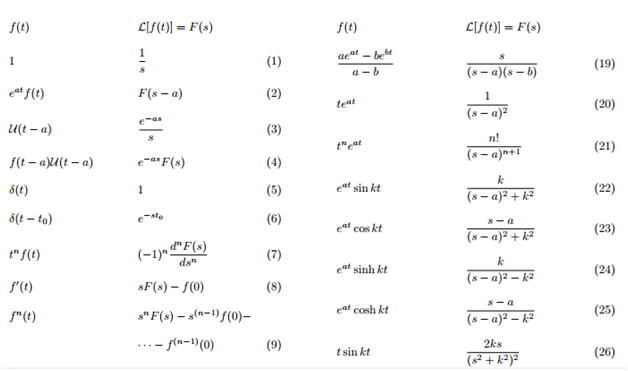 f(t) ℒ[f(t)] = F(s)
1 1/s (1)
e^{at} f(t) F(s − a) (2)
𝒰(t − a) e^{−as}/s (3)
f(t − a)𝒰(t − a) e^{−as}F(s) (4)
δ(t) 1 (5)
δ(t − t₀) e^{−st₀} (6)
t^n f(t) (−1)^n d^n F(s)/ds^n (7)
f′(t) sF(s) − f(0) (8)
f^n(t) s^n F(s) − s^{(n−1)} f(0)−
⋯ − f^{(n−1)}(0) (9)
f(t) ℒ[f(t)] = F(s)
(ae^{at} − be^{bt})/(a − b) s/((s − a)(s − b)) (19)
te^{at} 1/(s − a)^2 (20)
t^n e^{at} n!/(s − a)^{n+1} (21)
e^{at} sin kt k/((s − a)^2 + k^2) (22)
e^{at} cos kt (s − a)/((s − a)^2 + k^2) (23)
e^{at} sinh kt k/((s − a)^2 − k^2) (24)
e^{at} cosh kt (s − a)/((s − a)^2 − k^2) (25)
t sin kt 2ks/(s^2 + k^2)^2 (26)